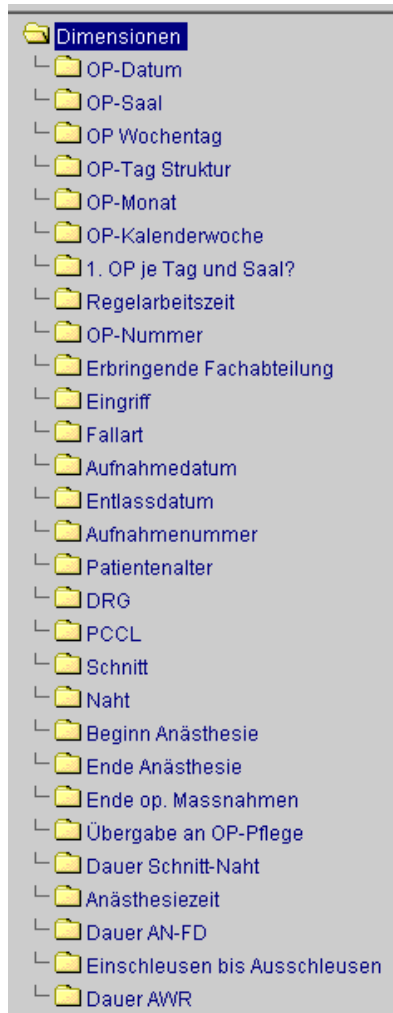 Dimensionen
OP-Datum
OP-Saal
OP Wochentag
OP-Tag Struktur
OP-Monat
OP-Kalenderwoche
1. OP je Tag und Saal?
Regelarbeitszeit
OP-Nummer
Erbringende Fachabteilung
Eingriff
Fallart
Aufnahmedatum
Entlassdatum
Aufnahmenummer
Patientenalter
DRG
PCCL
Schnitt
Naht
Beginn Anästhesie
Ende Anästhesie
Ende op. Massnahmen
Übergabe an OP-Pflege
Dauer Schnitt-Naht
Anästhesiezeit
Dauer AN-FD
Einschleusen bis Ausschleusen
Dauer AWR